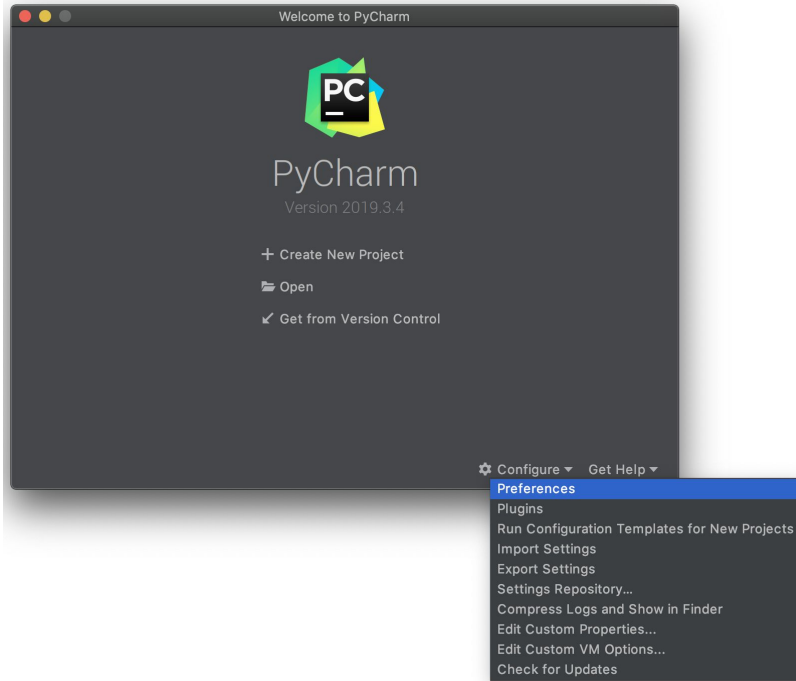 Welcome to PyCharm
PC
PyCharm
Version 2019.3.4
Create New Project
Open
Get from Version Control
Configure Get Help
Preferences
Plugins
Run Configuration Templates for New Projects
Import Settings
Export Settings
Settings Repository...
Compress Logs and Show in Finder
Edit Custom Properties...
Edit Custom VM Options...
Check for Updates